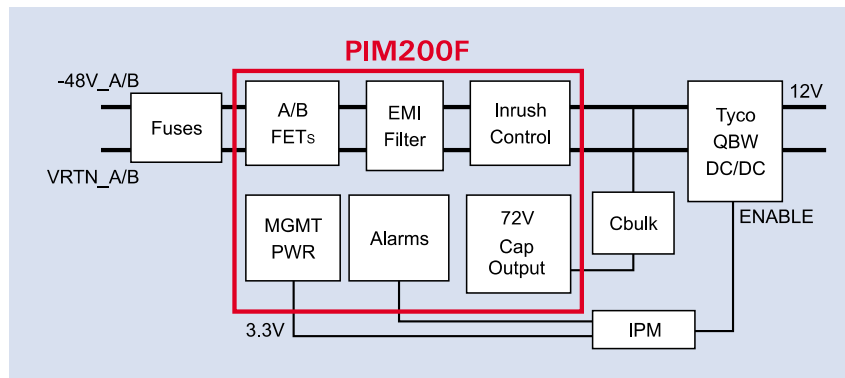 PIM200F
-48V_A/B
VRTN_A/B
Fuses
A/B
FETs
EMI
Filter
Inrush
Control
Tyco
QBW
DC/DC
12V
ENABLE
MGMT
PWR
Alarms
72V
Cap
Output
Cbulk
3.3V
IPM